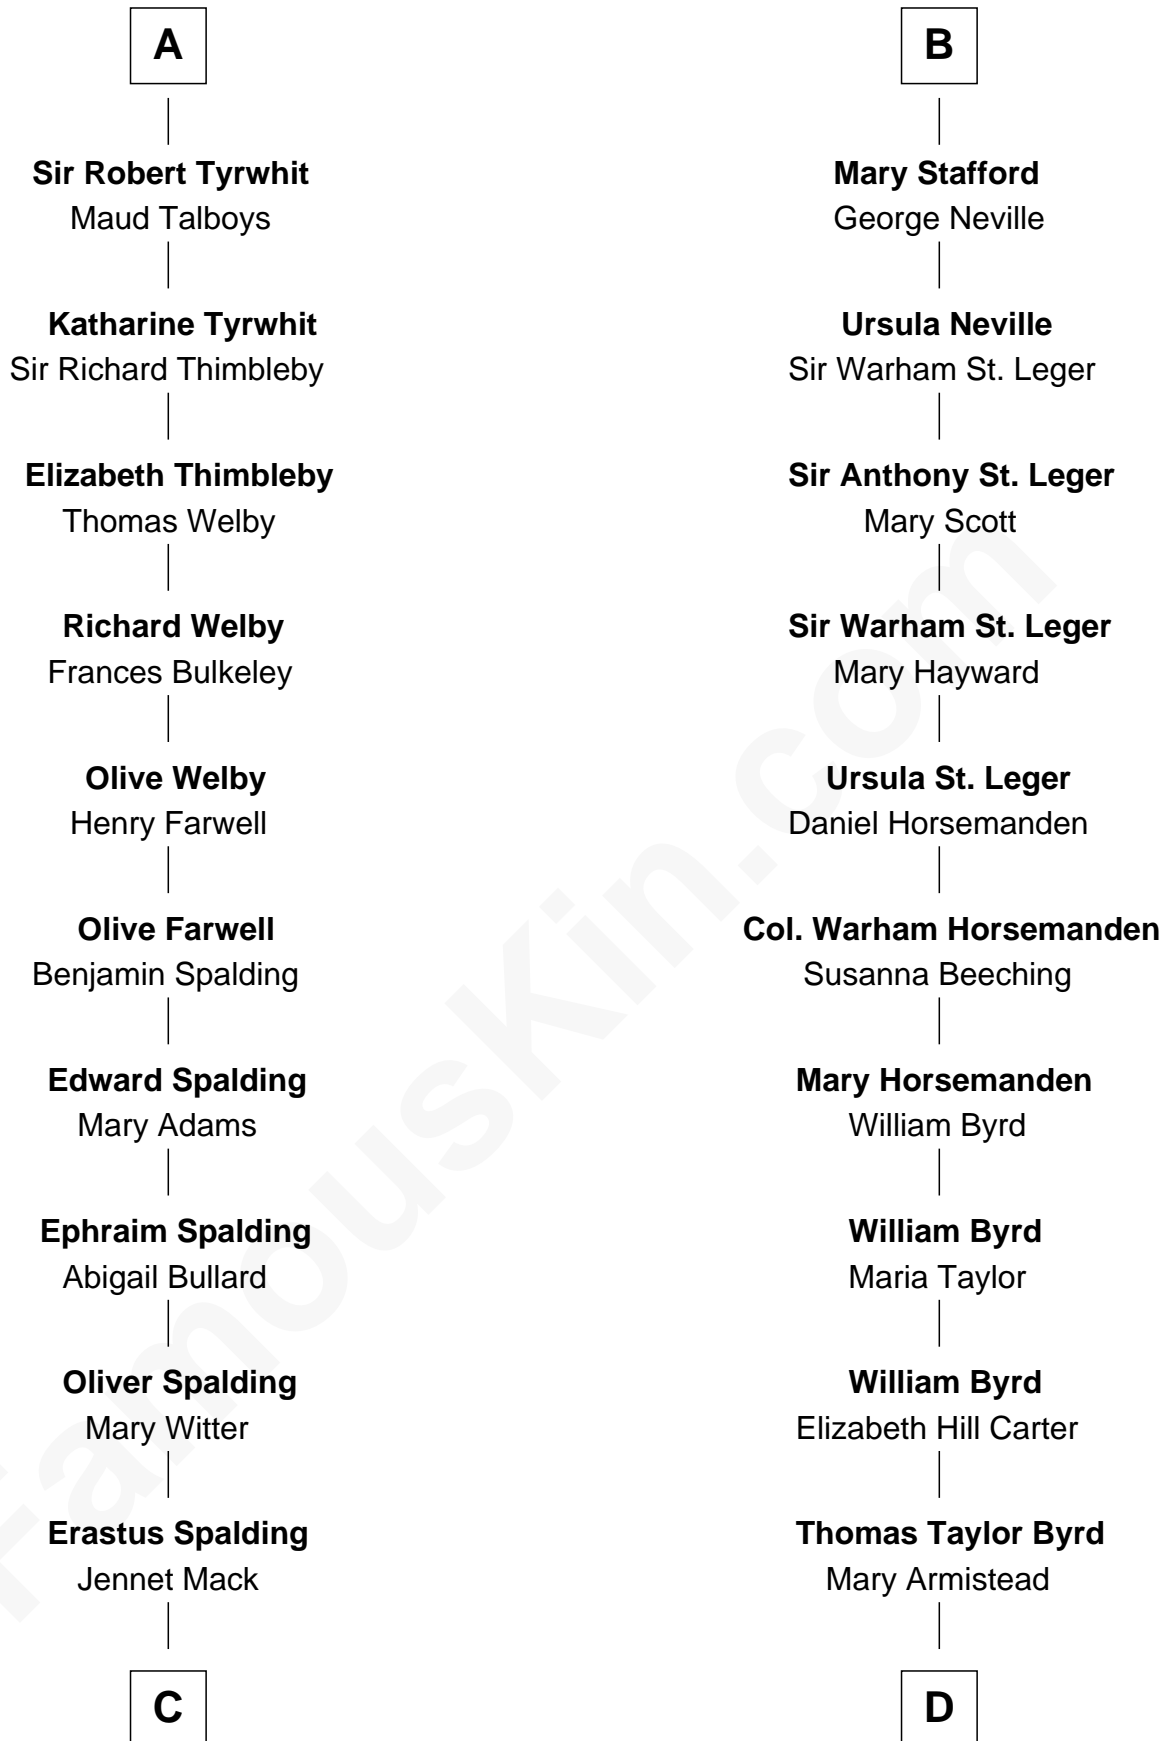 A
Sir Robert Tyrwhit
Maud Talboys
Katharine Tyrwhit
Sir Richard Thimbleby
Elizabeth Thimbleby
Thomas Welby
Richard Welby
Frances Bulkeley
Olive Welby
Henry Farwell
Olive Farwell
Benjamin Spalding
Edward Spalding
Mary Adams
Ephraim Spalding
Abigail Bullard
Oliver Spalding
Mary Witter
Erastus Spalding
Jennet Mack
C
B
Mary Stafford
George Neville
Ursula Neville
Sir Warham St. Leger
Sir Anthony St. Leger
Mary Scott
Sir Warham St. Leger
Mary Hayward
Ursula St. Leger
Daniel Horsemanden
Col. Warham Horsemanden
Susanna Beeching
Mary Horsemanden
William Byrd
William Byrd
Maria Taylor
William Byrd
Elizabeth Hill Carter
Thomas Taylor Byrd
Mary Armistead
D
FamousKin.com